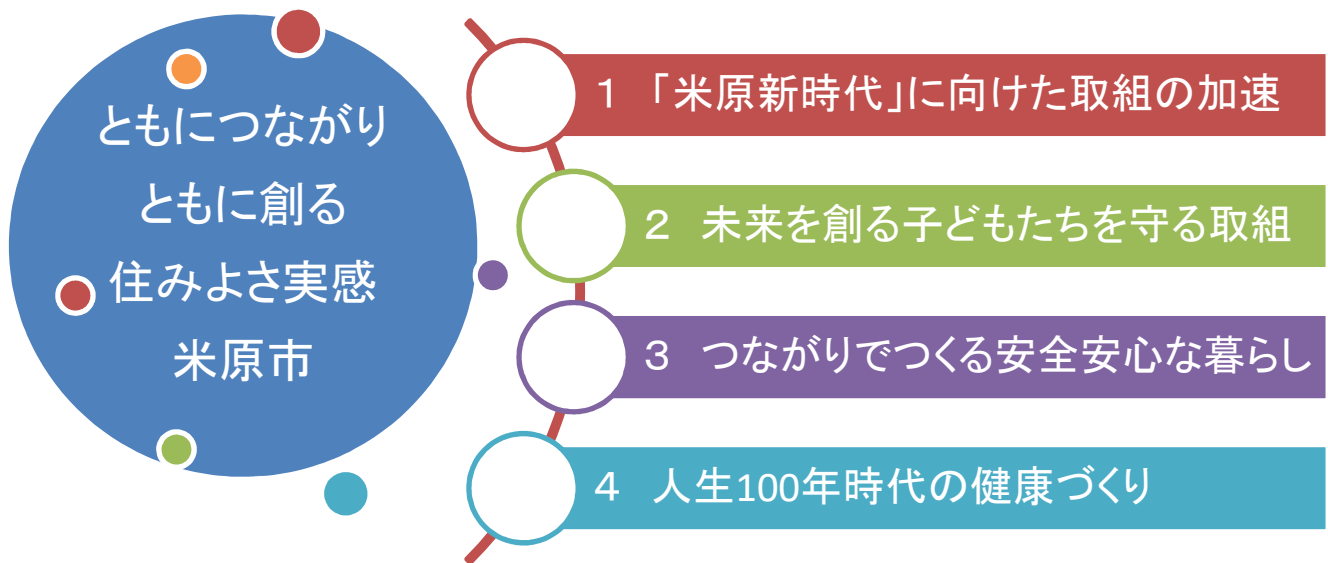 ともにつながり
ともに創る
住みよさ実感
米原市
１　「米原新時代」に向けた取組の加速
２　未来を創る子どもたちを守る取組
３　つながりでつくる安全安心な暮らし
４　人生100年時代の健康づくり